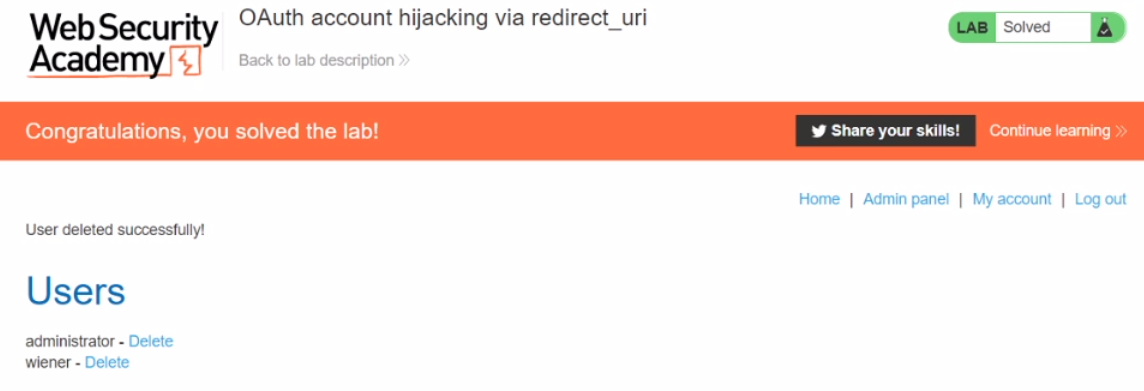 Web Security
Academy
OAuth account hijacking via redirect_uri
Back to lab description
LAB Solved
Congratulations, you solved the lab!
Share your skills!
Continue learning
Home | Admin panel | My account | Log out
User deleted successfully!
Users
administrator - Delete
wiener - Delete